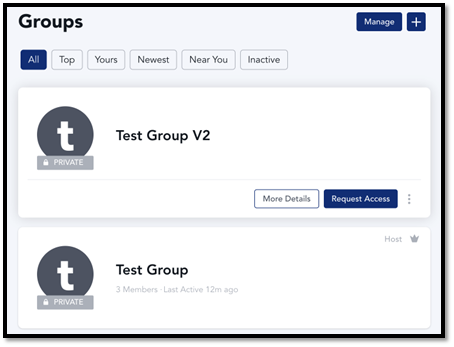 Groups
Manage +
All Top Yours Newest Near You Inactive
t
PRIVATE
Test Group V2
More Details Request Access
Host
t
PRIVATE
Test Group
3 Members · Last Active 12m ago